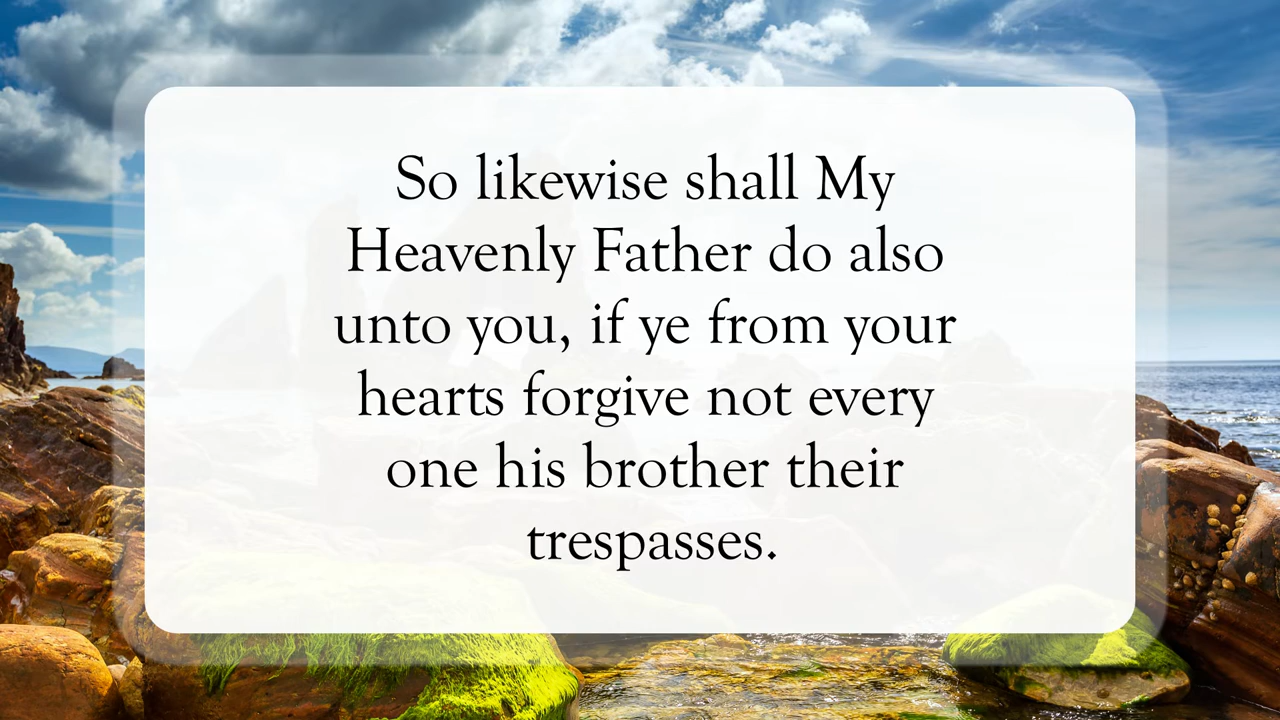 So likewise shall My
Heavenly Father do also
unto you, if ye from your
hearts forgive not every
one his brother their
trespasses.